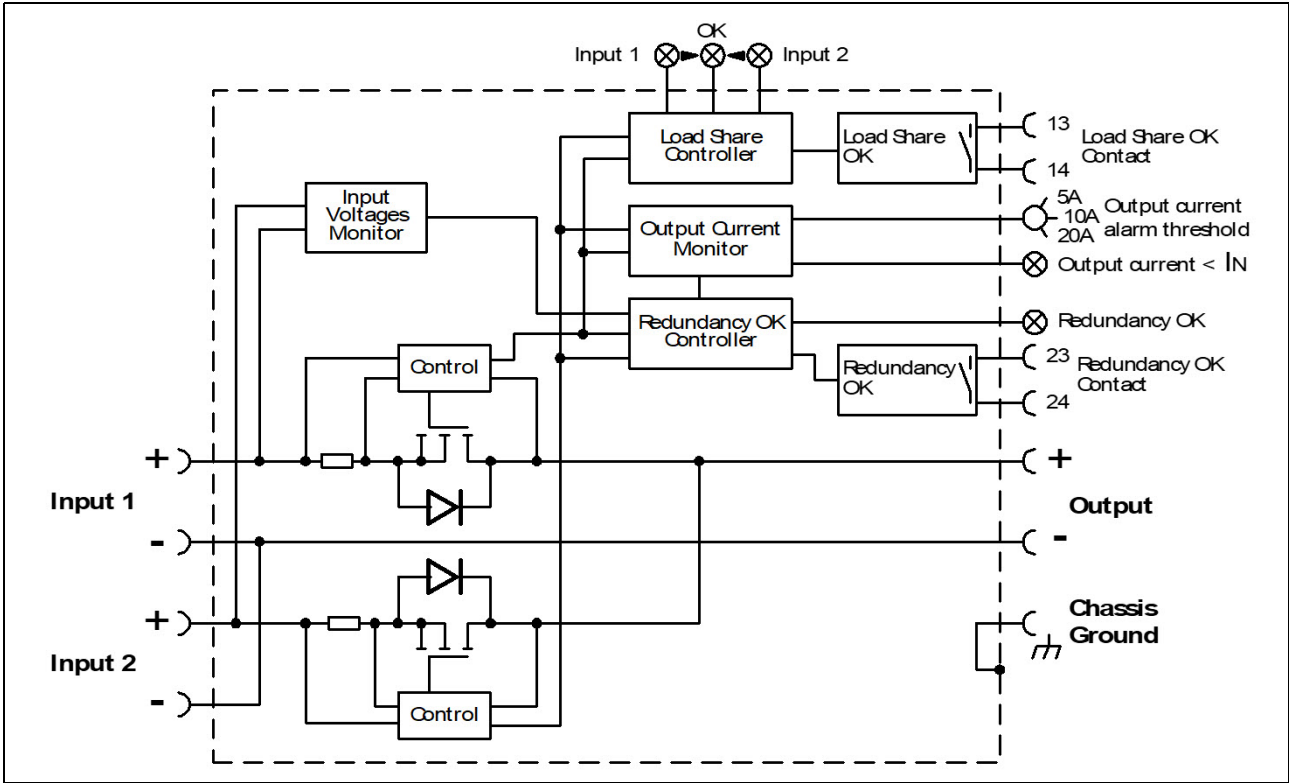 OK
Input 1
Input 2
Load Share
Controller
Load Share
OK
13
14
Load Share OK
Contact
Input
Voltages
Monitor
Output Current
Monitor
5A
10A
20A
Output current
alarm threshold
Output current < IN
Redundancy OK
Controller
Redundancy OK
Redundancy
OK
23
24
Redundancy OK
Contact
Control
+
Input 1
-
+
Output
-
+
Input 2
-
Control
Chassis
Ground